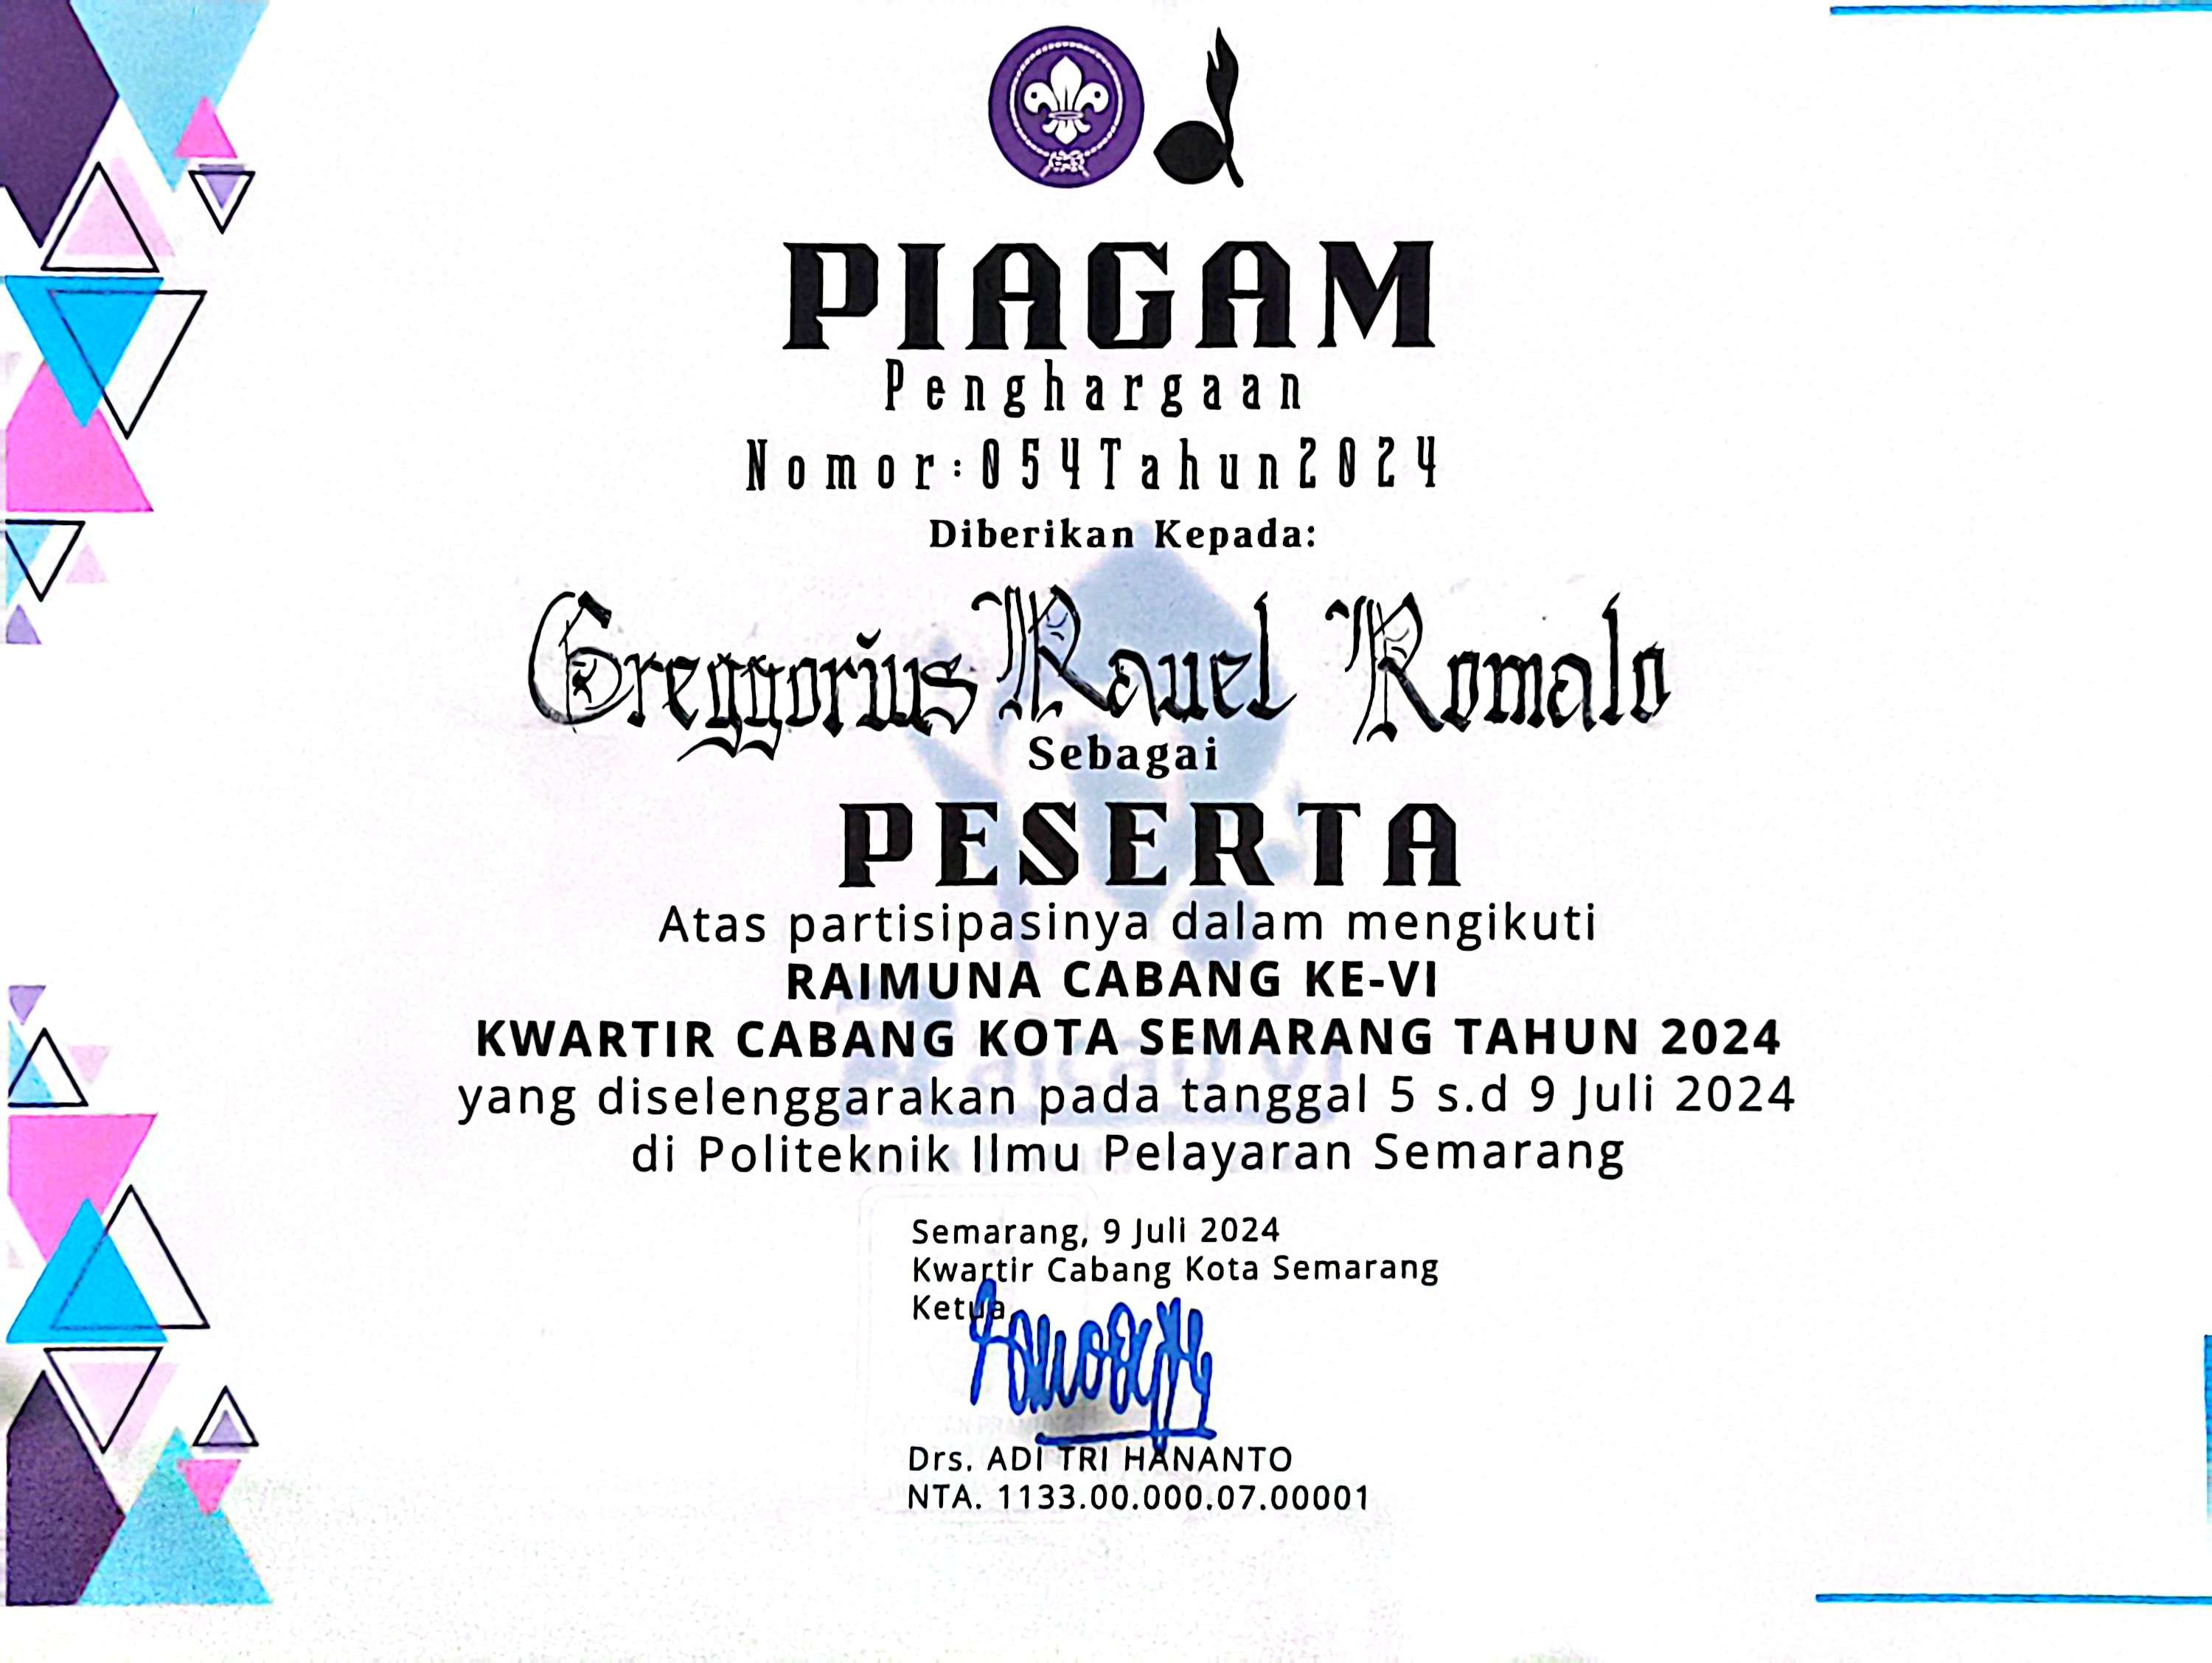 PIAGAM
Penghargaan
Nomor:054Tahun2024
Diberikan Kepada:
Greggorius Rauel Romalo
Sebagai
PESERTA
Atas partisipasinya dalam mengikuti
RAIMUNA CABANG KE-VI
KWARTIR CABANG KOTA SEMARANG TAHUN 2024
yang diselenggarakan pada tanggal 5 s.d 9 Juli 2024
di Politeknik Ilmu Pelayaran Semarang
Semarang, 9 Juli 2024
Kwartir Cabang Kota Semarang
Ketua,
Drs. ADI TRI HANANTO
NTA. 1133.00.000.07.00001